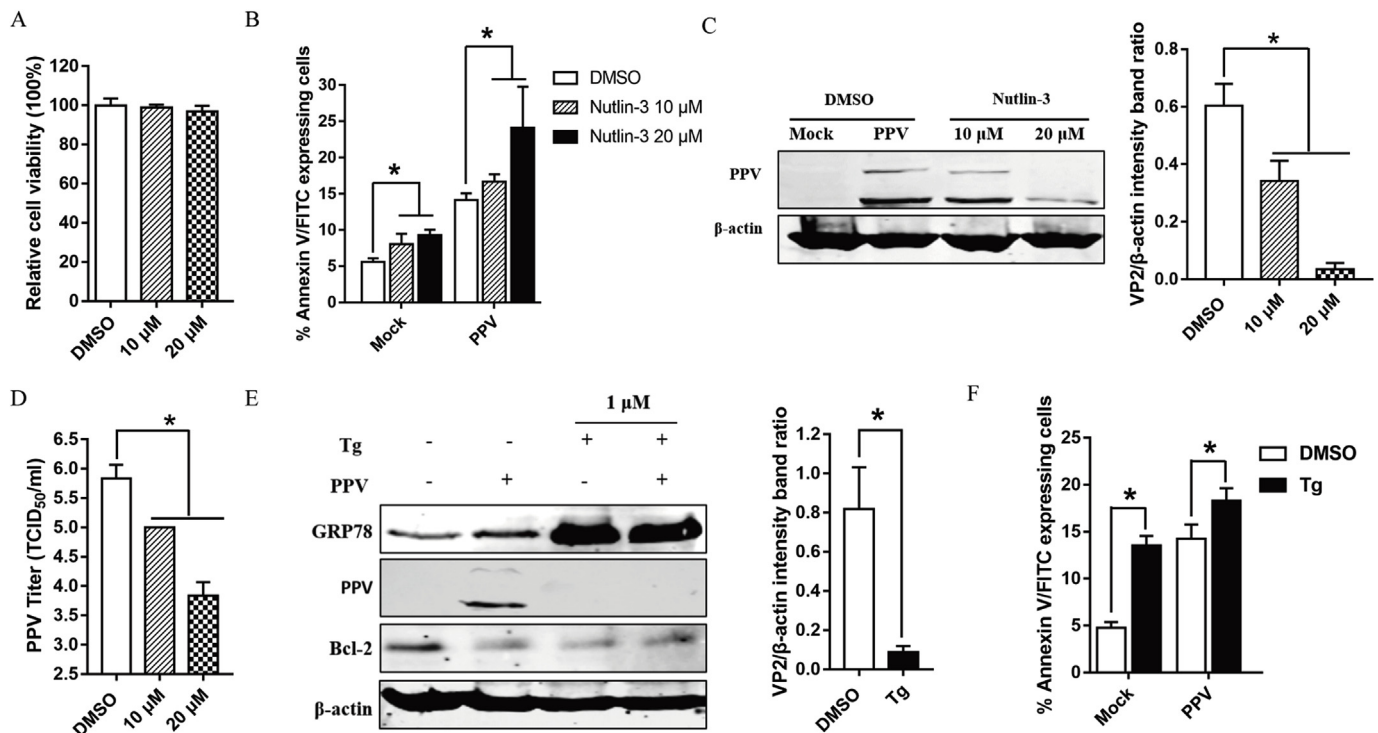 A
Relative cell viability (100%)
120
100
80
60
40
20
0
DMSO
10 µM
20 µM
B
% Annexin V/FITC expressing cells
30
25
20
15
10
5
0
*
*
Mock
PPV
DMSO
Nutlin-3 10 µM
Nutlin-3 20 µM
C
DMSO
Nutlin-3
Mock
PPV
10 µM
20 µM
PPV
β-actin
VP2/β-actin intensity band ratio
0.8
0.6
0.4
0.2
0.0
*
DMSO
10 µM
20 µM
D
PPV Titer (TCID50/ml)
6.5
6.0
5.5
5.0
4.5
4.0
3.5
3.0
2.5
*
DMSO
10 µM
20 µM
E
1 µM
Tg - - + +
PPV - + - +
GRP78
PPV
Bcl-2
β-actin
VP2/β-actin intensity band ratio
1.2
1.0
0.8
0.6
0.4
0.2
0.0
*
DMSO
Tg
F
% Annexin V/FITC expressing cells
25
20
15
10
5
0
*
*
Mock
PPV
DMSO
Tg